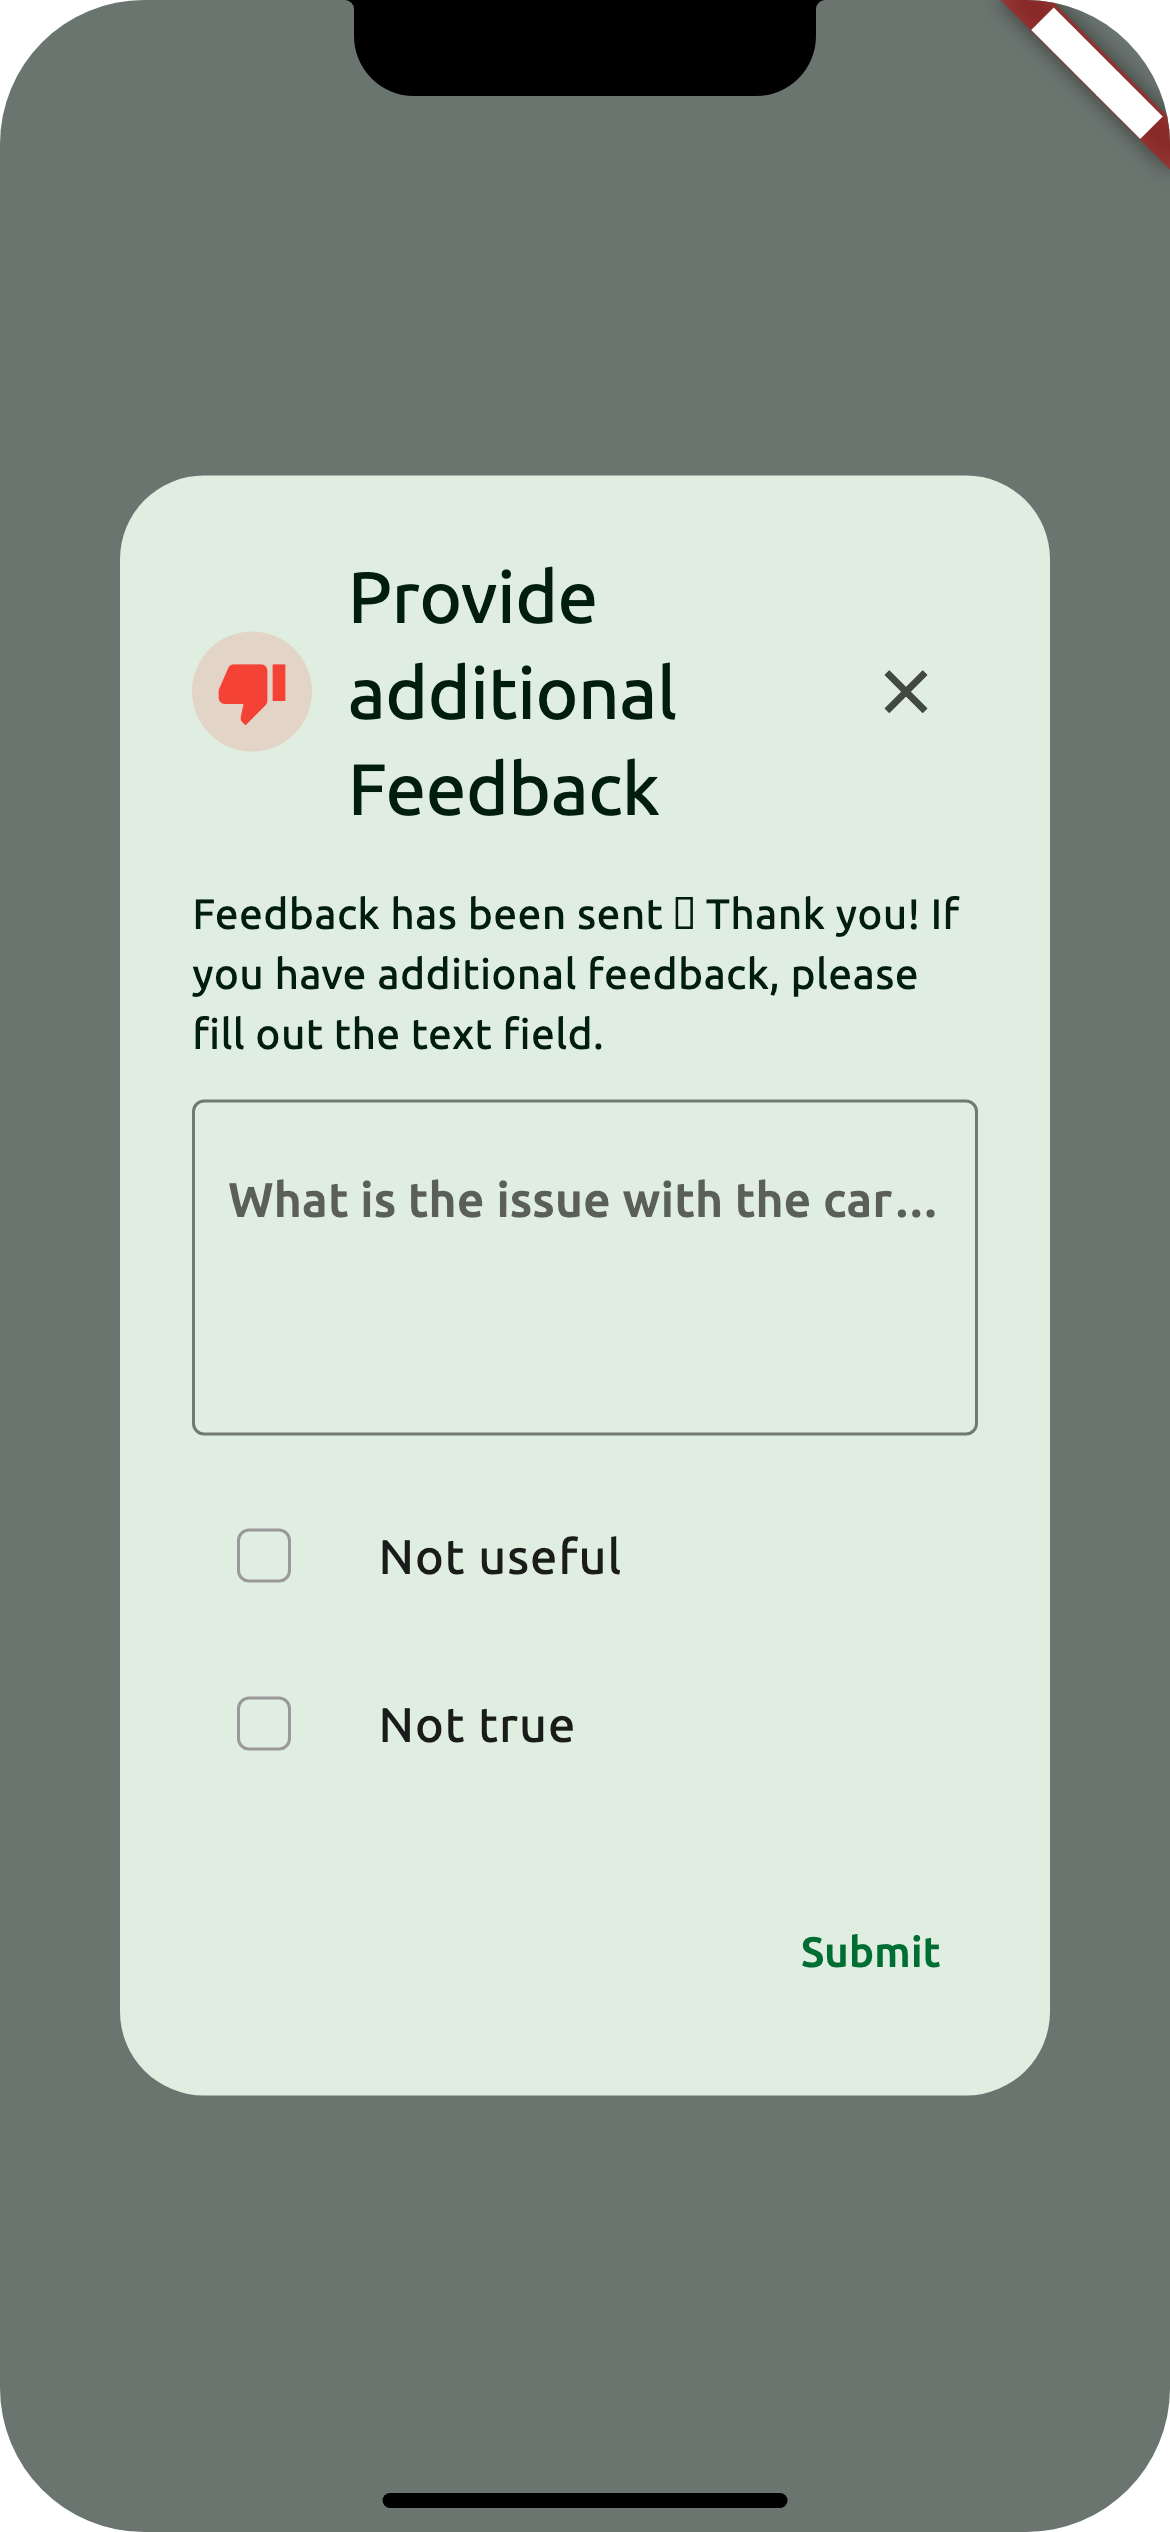 Provide
additional
Feedback
Feedback has been sent ▯ Thank you! If
you have additional feedback, please
fill out the text field.
What is the issue with the car…
Not useful
Not true
Submit